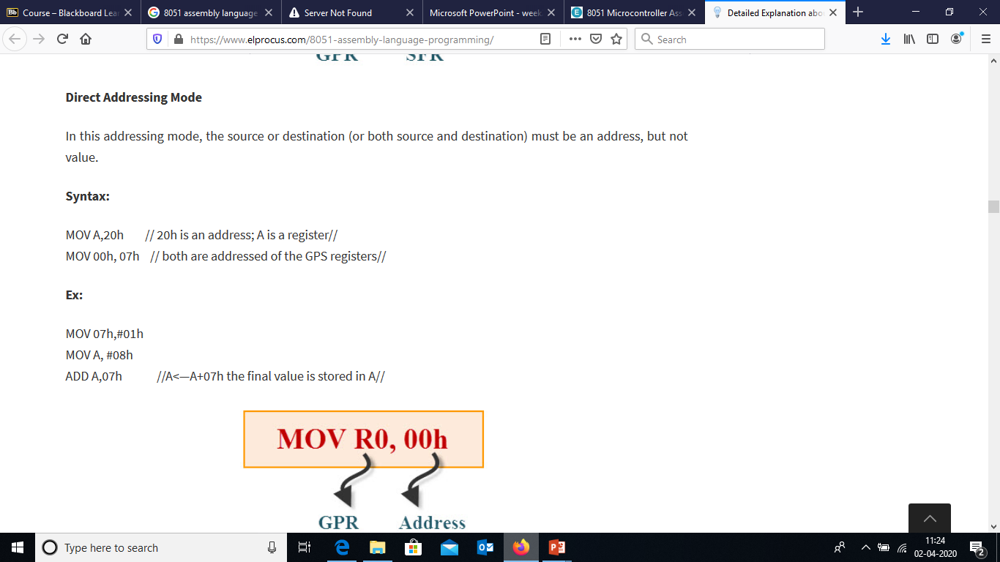 Course – Blackboard Lea
8051 assembly language
Server Not Found
Microsoft PowerPoint - week
8051 Microcontroller Ass
Detailed Explanation abo
https://www.elprocus.com/8051-assembly-language-programming/
Search
GPR SFR
Direct Addressing Mode
In this addressing mode, the source or destination (or both source and destination) must be an address, but not
value.
Syntax:
MOV A,20h // 20h is an address; A is a register//
MOV 00h, 07h // both are addressed of the GPS registers//
Ex:
MOV 07h,#01h
MOV A, #08h
ADD A,07h //A<—A+07h the final value is stored in A//
MOV R0, 00h
GPR Address
Type here to search
11:24
02-04-2020
2